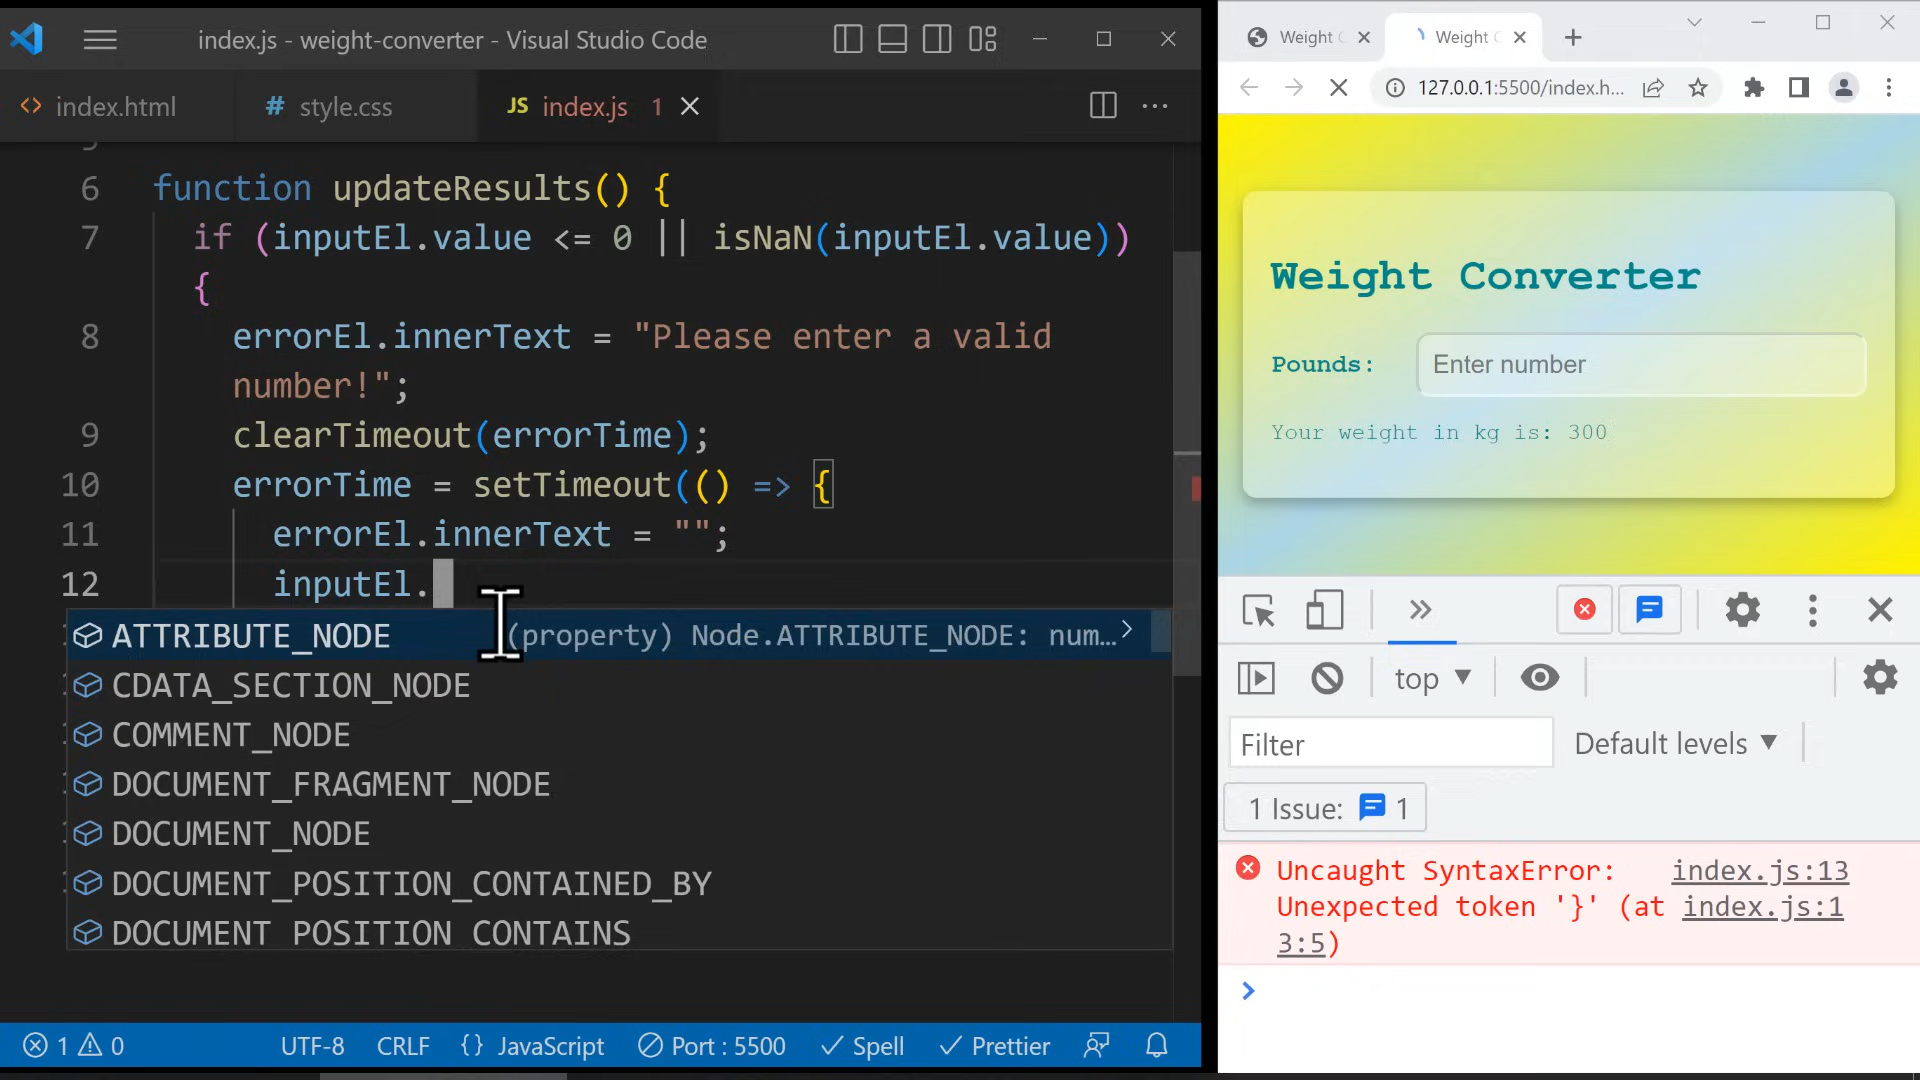 index.js - weight-converter - Visual Studio Code
<> index.html
# style.css
JS index.js 1
5
6 function updateResults() {
7 if (inputEl.value <= 0 || isNaN(inputEl.value))
{
8 errorEl.innerText = "Please enter a valid
number!";
9 clearTimeout(errorTime);
10 errorTime = setTimeout(() => {
11 errorEl.innerText = "";
12 inputEl.
ATTRIBUTE_NODE (property) Node.ATTRIBUTE_NODE: num…
CDATA_SECTION_NODE
COMMENT_NODE
DOCUMENT_FRAGMENT_NODE
DOCUMENT_NODE
DOCUMENT_POSITION_CONTAINED_BY
DOCUMENT_POSITION_CONTAINS
1 0 UTF-8 CRLF {} JavaScript Port : 5500 Spell Prettier
Weight
Weight
127.0.0.1:5500/index.h...
Weight Converter
Pounds: Enter number
Your weight in kg is: 300
top
Filter
Default levels
1 Issue: 1
Uncaught SyntaxError: index.js:13
Unexpected token '}' (at index.js:1
3:5)